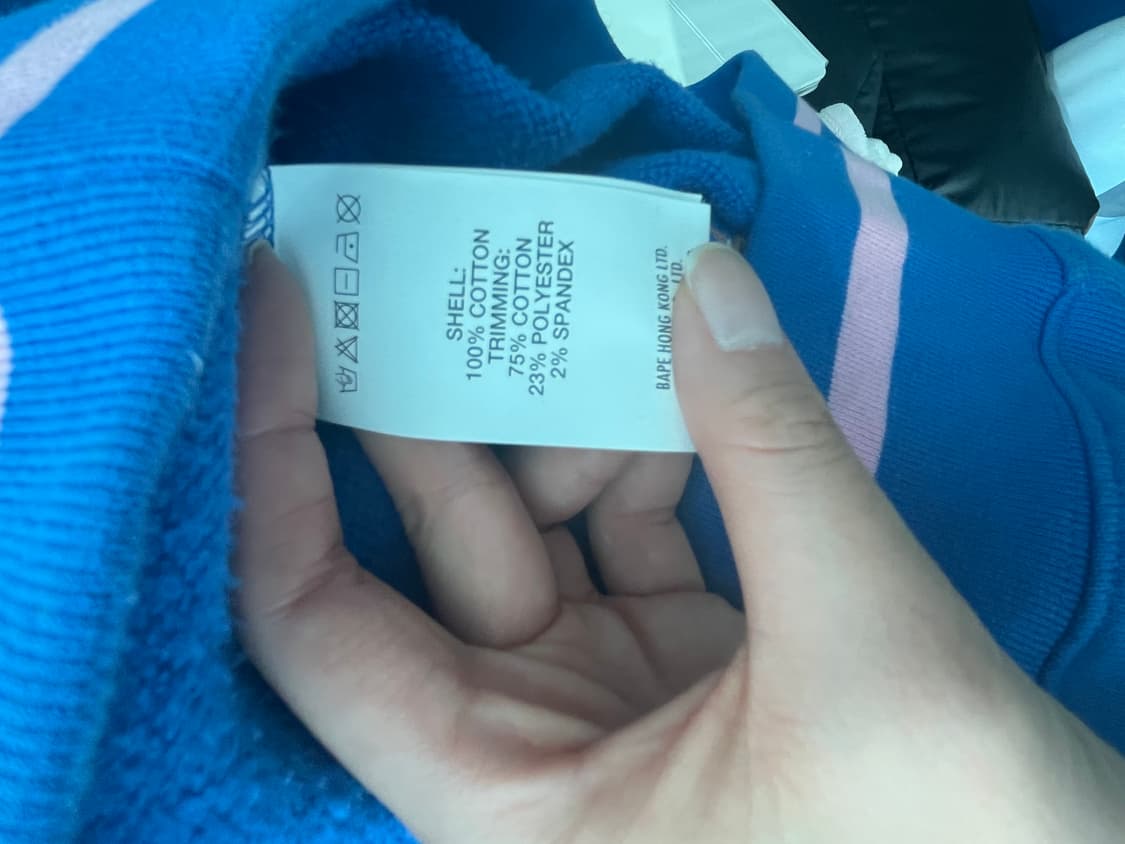 SHELL:
100% COTTON
TRIMMING:
75% COTTON
23% POLYESTER
2% SPANDEX
BAPE HONG KONG LTD.